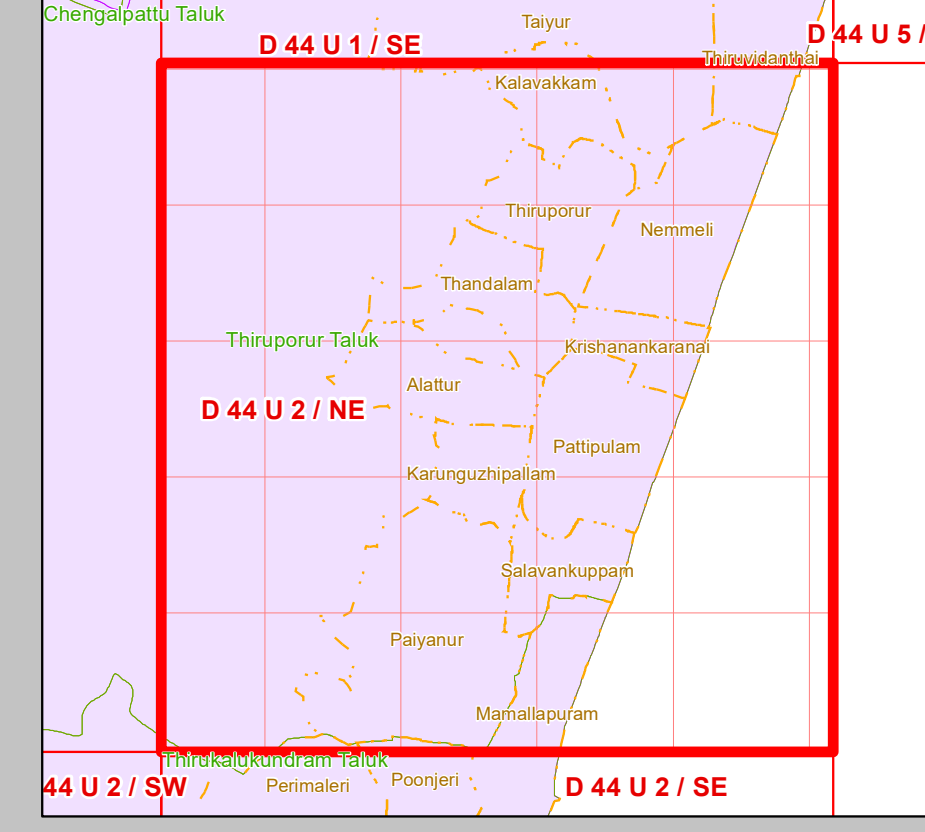 Chengalpattu Taluk
Taiyur
D 44 U 5 /
D 44 U 1 / SE
Thiruvidanthai
Kalavakkam
Thiruporur
Nemmeli
Thandalam
Thiruporur Taluk
Krishanankaranai
Alattur
D 44 U 2 / NE
Pattipulam
Karunguzhipallam
Salavankuppam
Paiyanur
Mamallapuram
Thirukalukundram Taluk
Perimaleri
Poonjeri
44 U 2 / SW
D 44 U 2 / SE